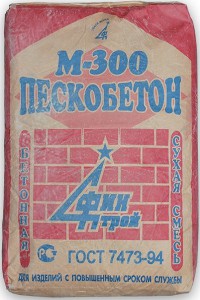 М-300
ПЕСКОБЕТОН
БЕТОННАЯ
СУХАЯ СМЕСЬ
ФИН
строй
ГОСТ 7473-94
ДЛЯ ИЗДЕЛИЙ С ПОВЫШЕННЫМ СРОКОМ СЛУЖБЫ